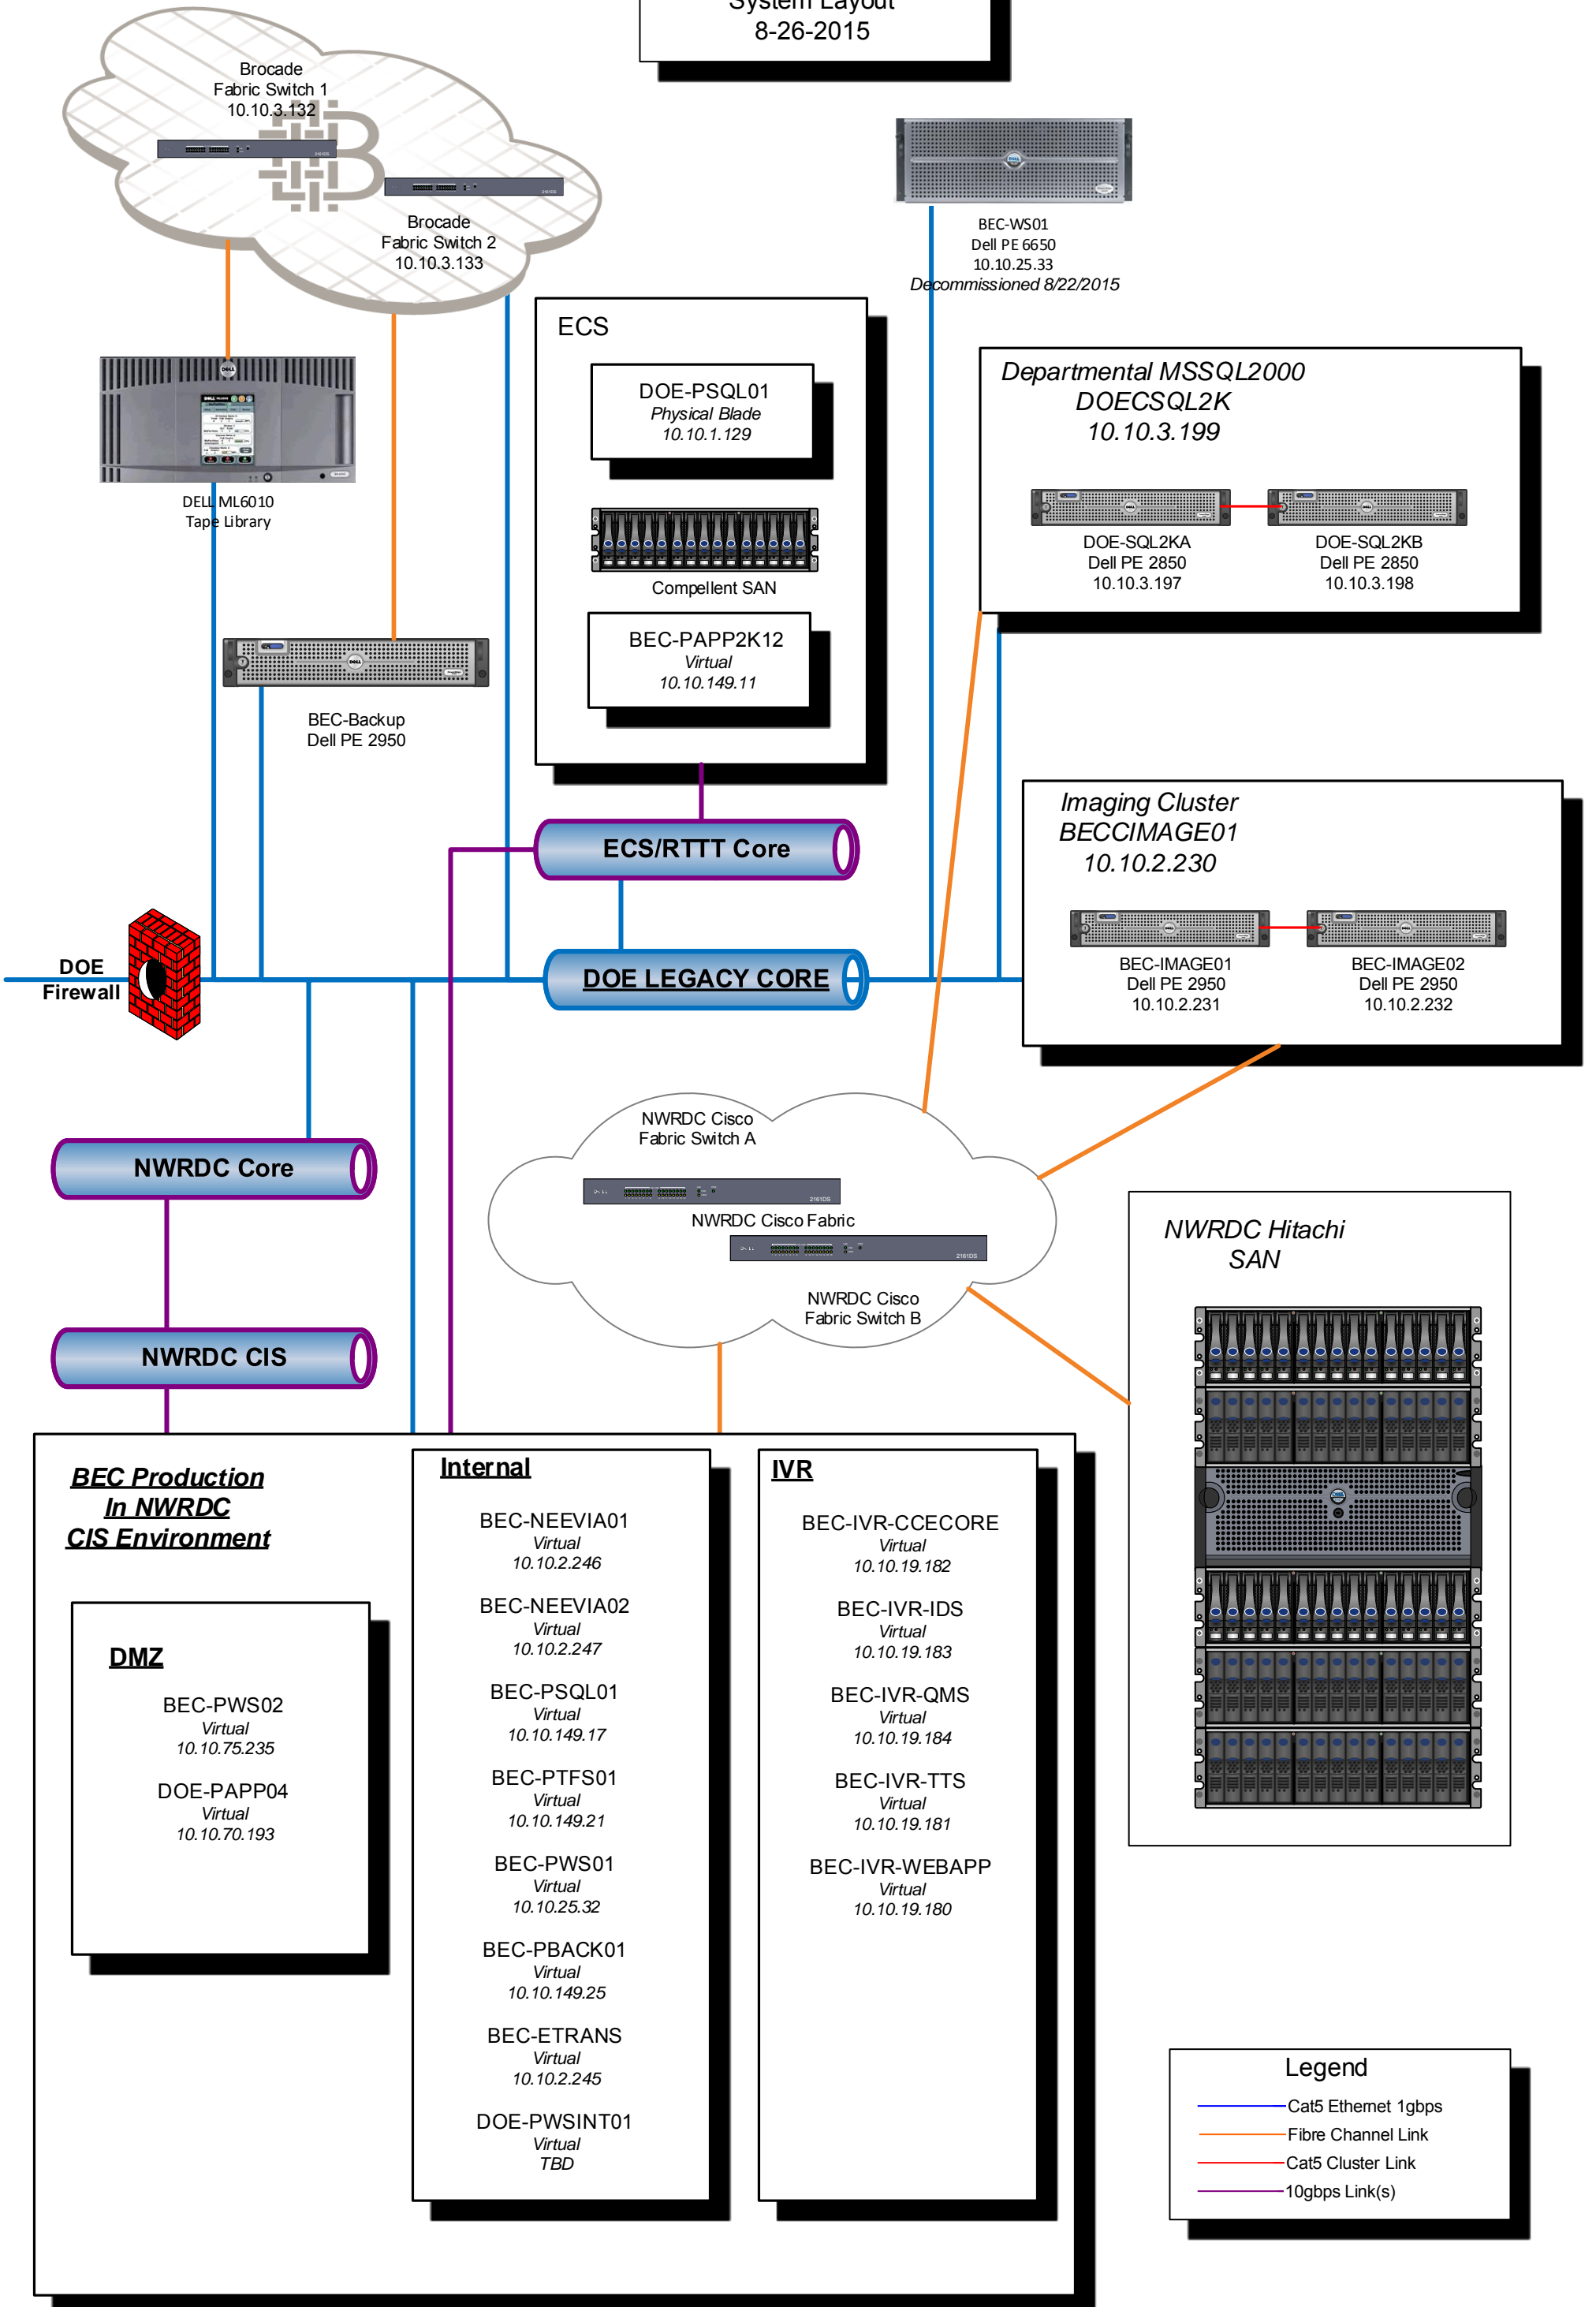 System Layout
8-26-2015
Brocade
Fabric Switch 1
10.10.3.132
Brocade
Fabric Switch 2
10.10.3.133
BEC-WS01
Dell PE 6650
10.10.25.33
Decommissioned 8/22/2015
DELL ML6010
Tape Library
BEC-Backup
Dell PE 2950
ECS
DOE-PSQL01
Physical Blade
10.10.1.129
Compellent SAN
BEC-PAPP2K12
Virtual
10.10.149.11
Departmental MSSQL2000
DOECSQL2K
10.10.3.199
DOE-SQL2KA
Dell PE 2850
10.10.3.197
DOE-SQL2KB
Dell PE 2850
10.10.3.198
Imaging Cluster
BECCIMAGE01
10.10.2.230
BEC-IMAGE01
Dell PE 2950
10.10.2.231
BEC-IMAGE02
Dell PE 2950
10.10.2.232
ECS/RTTT Core
DOE LEGACY CORE
DOE
Firewall
NWRDC Core
NWRDC CIS
NWRDC Cisco
Fabric Switch A
2161DS
NWRDC Cisco Fabric
2161DS
NWRDC Cisco
Fabric Switch B
NWRDC Hitachi
SAN
BEC Production
In NWRDC
CIS Environment
DMZ
BEC-PWS02
Virtual
10.10.75.235
DOE-PAPP04
Virtual
10.10.70.193
Internal
BEC-NEEVIA01
Virtual
10.10.2.246
BEC-NEEVIA02
Virtual
10.10.2.247
BEC-PSQL01
Virtual
10.10.149.17
BEC-PTFS01
Virtual
10.10.149.21
BEC-PWS01
Virtual
10.10.25.32
BEC-PBACK01
Virtual
10.10.149.25
BEC-ETRANS
Virtual
10.10.2.245
DOE-PWSINT01
Virtual
TBD
IVR
BEC-IVR-CCECORE
Virtual
10.10.19.182
BEC-IVR-IDS
Virtual
10.10.19.183
BEC-IVR-QMS
Virtual
10.10.19.184
BEC-IVR-TTS
Virtual
10.10.19.181
BEC-IVR-WEBAPP
Virtual
10.10.19.180
Legend
Cat5 Ethernet 1gbps
Fibre Channel Link
Cat5 Cluster Link
10gbps Link(s)